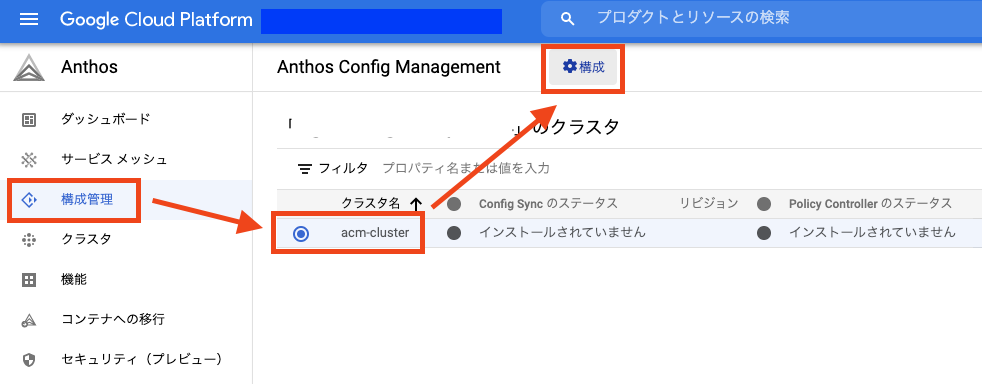 Google Cloud Platform
プロダクトとリソースの検索
Anthos
Anthos Config Management
構成
ダッシュボード
サービス メッシュ
構成管理
クラスタ
機能
コンテナへの移行
セキュリティ（プレビュー）
「 」のクラスタ
フィルタ プロパティ名または値を入力
クラスタ名 Config Sync のステータス リビジョン Policy Controller のステータス
acm-cluster インストールされていません インストールされていません